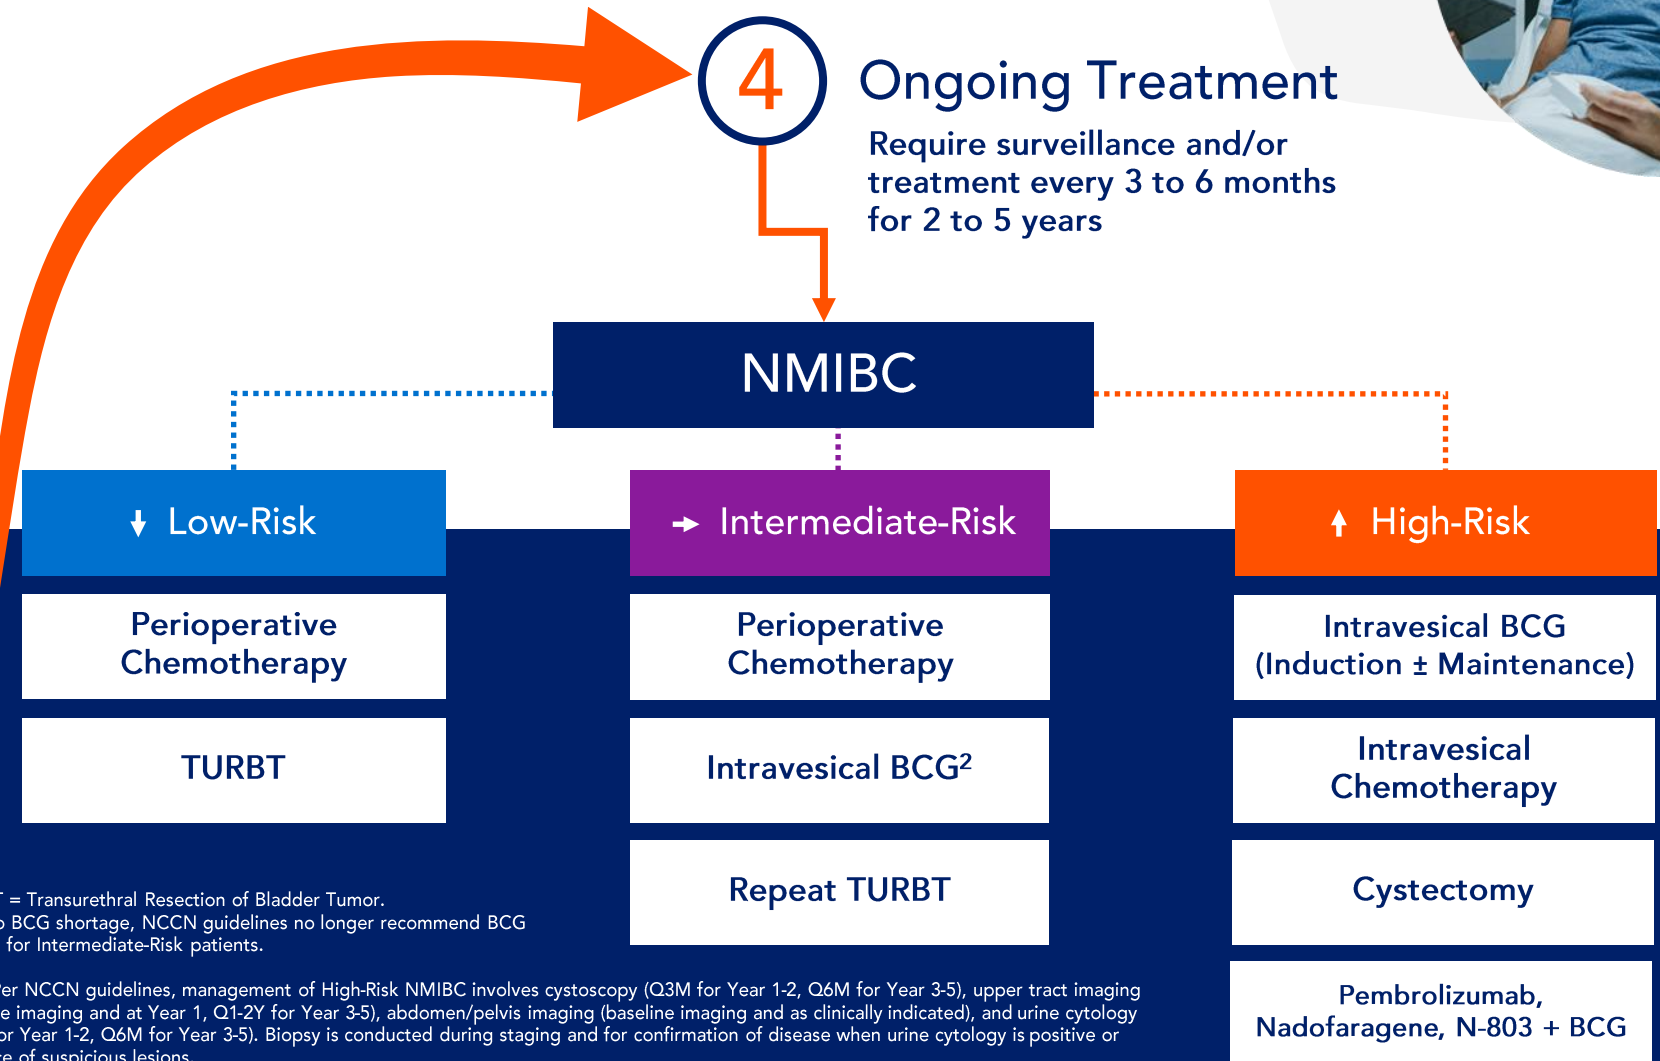 4
Ongoing Treatment
Require surveillance and/or
treatment every 3 to 6 months
for 2 to 5 years
NMIBC
Low-Risk
Perioperative
Chemotherapy
TURBT
Intermediate-Risk
Perioperative
Chemotherapy
Intravesical BCG²
Repeat TURBT
High-Risk
Intravesical BCG
(Induction ± Maintenance)
Intravesical
Chemotherapy
Cystectomy
Pembrolizumab,
Nadofaragene, N-803 + BCG
= Transurethral Resection of Bladder Tumor.
BCG shortage, NCCN guidelines no longer recommend BCG
for Intermediate-Risk patients.
NCCN guidelines, management of High-Risk NMIBC involves cystoscopy (Q3M for Year 1-2, Q6M for Year 3-5), upper tract imaging
imaging and at Year 1, Q1-2Y for Year 3-5), abdomen/pelvis imaging (baseline imaging and as clinically indicated), and urine cytology
Year 1-2, Q6M for Year 3-5). Biopsy is conducted during staging and for confirmation of disease when urine cytology is positive or
of suspicious lesions.